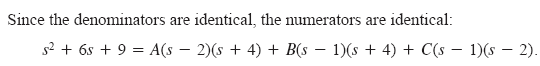 Since the denominators are identical, the numerators are identical:
s² + 6s + 9 = A(s − 2)(s + 4) + B(s − 1)(s + 4) + C(s − 1)(s − 2).